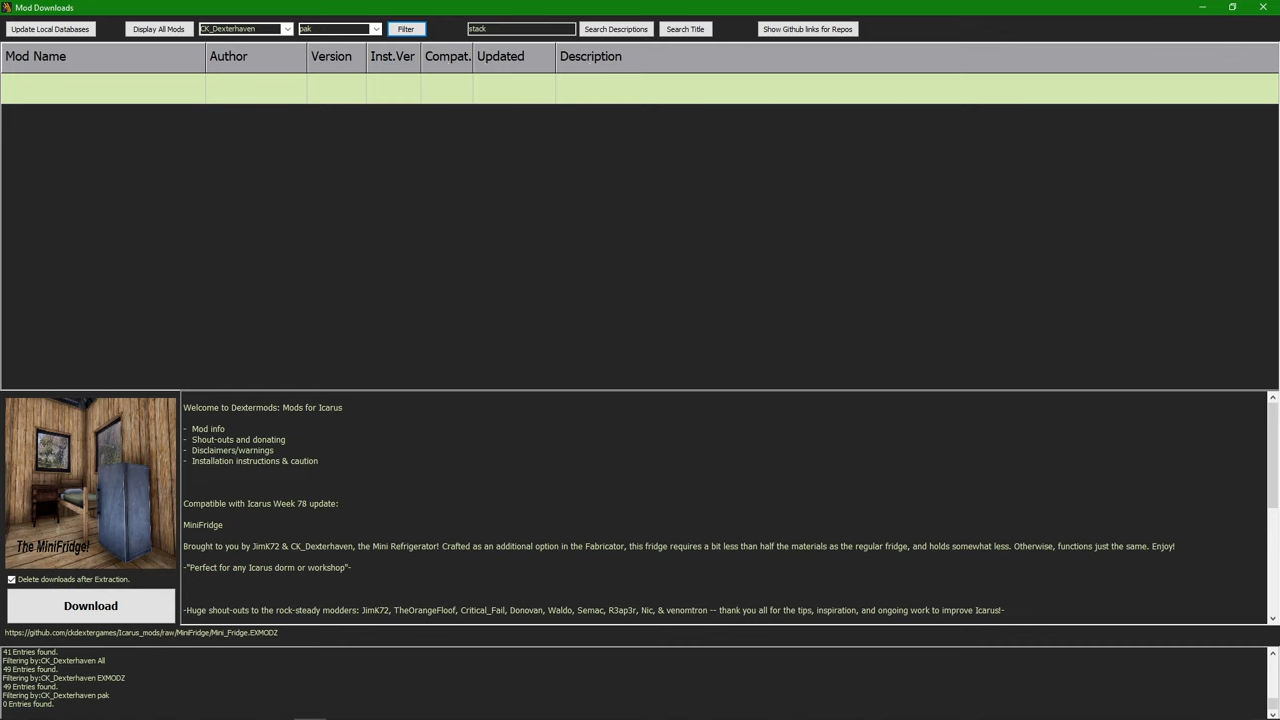 Mod Downloads
Update Local Databases
Display All Mods
CK_Dexterhaven
pak
Filter
stack
Search Descriptions
Search Title
Show Github links for Repos
Mod Name
Author
Version
Inst.Ver
Compat.
Updated
Description
The MiniFridge!
Welcome to Dextermods: Mods for Icarus
- Mod info
- Shout-outs and donating
- Disclaimers/warnings
- Installation instructions & caution
Compatible with Icarus Week 78 update:
MiniFridge
Brought to you by JimK72 & CK_Dexterhaven, the Mini Refrigerator! Crafted as an additional option in the Fabricator, this fridge requires a bit less than half the materials as the regular fridge, and holds somewhat less. Otherwise, functions just the same. Enjoy!
-"Perfect for any Icarus dorm or workshop"-
-Huge shout-outs to the rock-steady modders: JimK72, TheOrangeFloof, Critical_Fail, Donovan, Waldo, Semac, R3ap3r, Nic, & venomtron -- thank you all for the tips, inspiration, and ongoing work to improve Icarus!-
Delete downloads after Extraction.
Download
https://github.com/ckdextergames/Icarus_mods/raw/MiniFridge/Mini_Fridge.EXMODZ
41 Entries found.
Filtering by:CK_Dexterhaven All
49 Entries found.
Filtering by:CK_Dexterhaven EXMODZ
49 Entries found.
Filtering by:CK_Dexterhaven pak
0 Entries found.